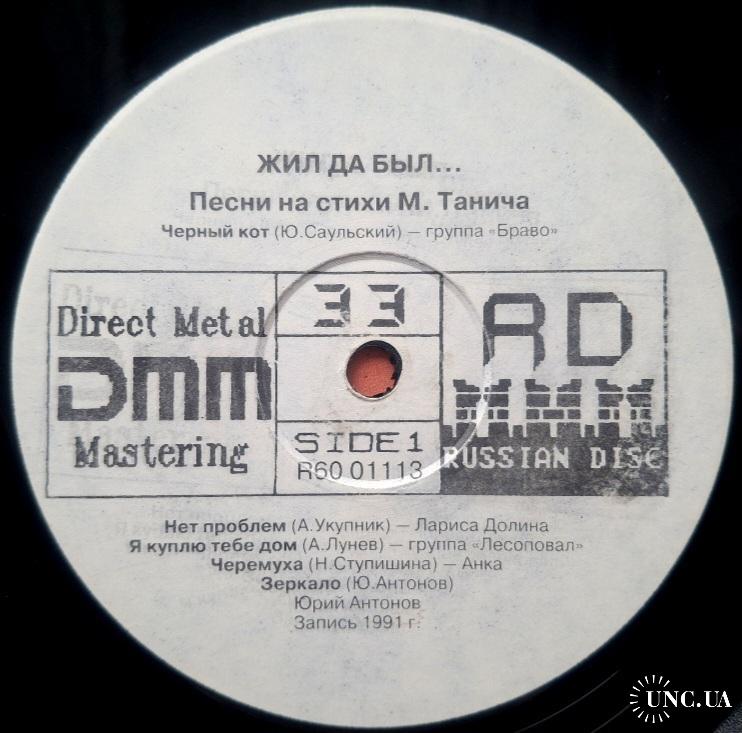 ЖИЛ ДА БЫЛ...
Песни на стихи М. Танича
Черный кот (Ю.Саульский) — группа «Браво»
Direct Metal
DMM
Mastering
33
SIDE 1
R60 01113
RD
RUSSIAN DISC
Нет проблем (А.Укупник) — Лариса Долина
Я куплю тебе дом (А.Лунев) — группа «Лесоповал»
Черемуха (Н.Ступишина) — Анка
Зеркало (Ю.Антонов)
Юрий Антонов
Запись 1991 г.
UNC.UA